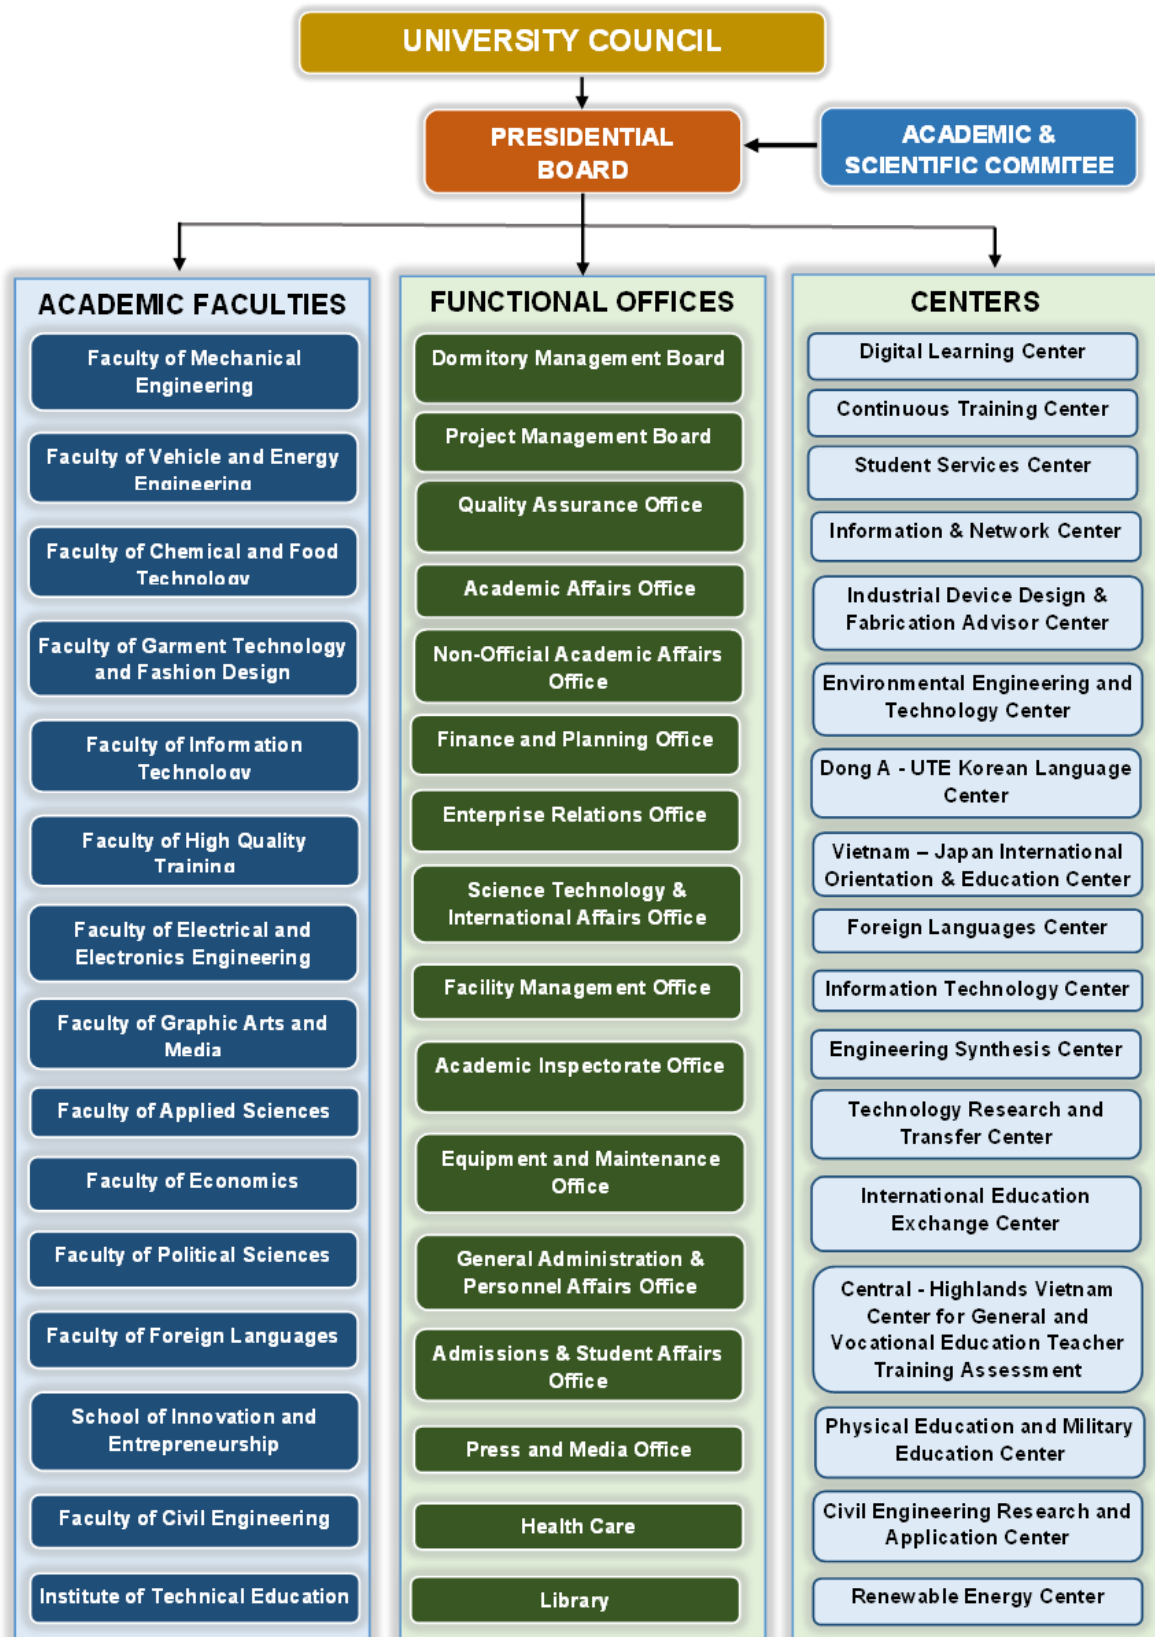 UNIVERSITY COUNCIL
PRESIDENTIAL
BOARD
ACADEMIC &
SCIENTIFIC COMMITEE
ACADEMIC FACULTIES
Faculty of Mechanical
Engineering
Faculty of Vehicle and Energy
Engineering
Faculty of Chemical and Food
Technology
Faculty of Garment Technology
and Fashion Design
Faculty of Information
Technology
Faculty of High Quality
Training
Faculty of Electrical and
Electronics Engineering
Faculty of Graphic Arts and
Media
Faculty of Applied Sciences
Faculty of Economics
Faculty of Political Sciences
Faculty of Foreign Languages
School of Innovation and
Entrepreneurship
Faculty of Civil Engineering
Institute of Technical Education
FUNCTIONAL OFFICES
Dormitory Management Board
Project Management Board
Quality Assurance Office
Academic Affairs Office
Non-Official Academic Affairs
Office
Finance and Planning Office
Enterprise Relations Office
Science Technology &
International Affairs Office
Facility Management Office
Academic Inspectorate Office
Equipment and Maintenance
Office
General Administration &
Personnel Affairs Office
Admissions & Student Affairs
Office
Press and Media Office
Health Care
Library
CENTERS
Digital Learning Center
Continuous Training Center
Student Services Center
Information & Network Center
Industrial Device Design &
Fabrication Advisor Center
Environmental Engineering and
Technology Center
Dong A - UTE Korean Language
Center
Vietnam – Japan International
Orientation & Education Center
Foreign Languages Center
Information Technology Center
Engineering Synthesis Center
Technology Research and
Transfer Center
International Education
Exchange Center
Central - Highlands Vietnam
Center for General and
Vocational Education Teacher
Training Assessment
Physical Education and Military
Education Center
Civil Engineering Research and
Application Center
Renewable Energy Center